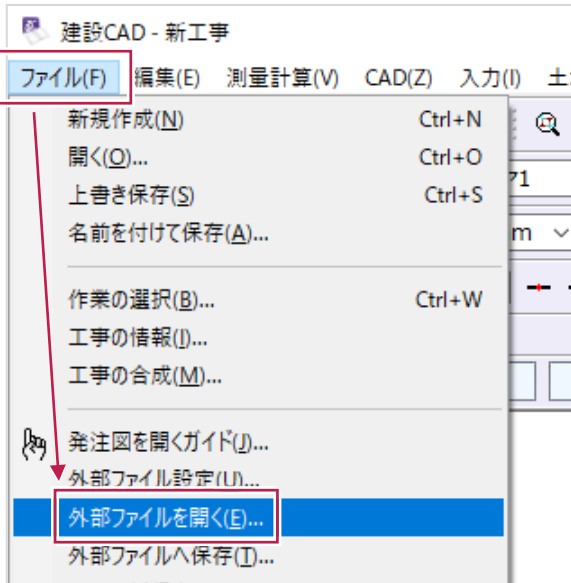 建設CAD - 新工事
ファイル(F) 編集(E) 測量計算(V) CAD(Z) 入力(I)
新規作成(N) Ctrl+N
開く(O)... Ctrl+O
上書き保存(S) Ctrl+S
71
名前を付けて保存(A)...
m
作業の選択(B)... Ctrl+W
工事の情報(I)...
工事の合成(M)...
発注図を開くガイド(J)...
外部ファイル設定(U)...
外部ファイルを開く(E)...
外部ファイルへ保存(T)...